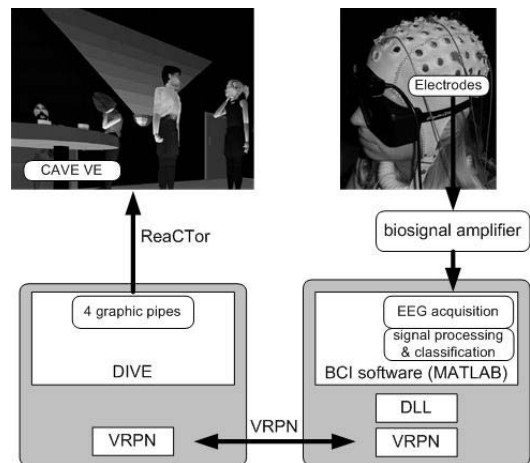 CAVE VE
Electrodes
ReaCTor
biosignal amplifier
4 graphic pipes
DIVE
EEG acquisition
signal processing
& classification
BCI software (MATLAB)
DLL
VRPN
VRPN
VRPN